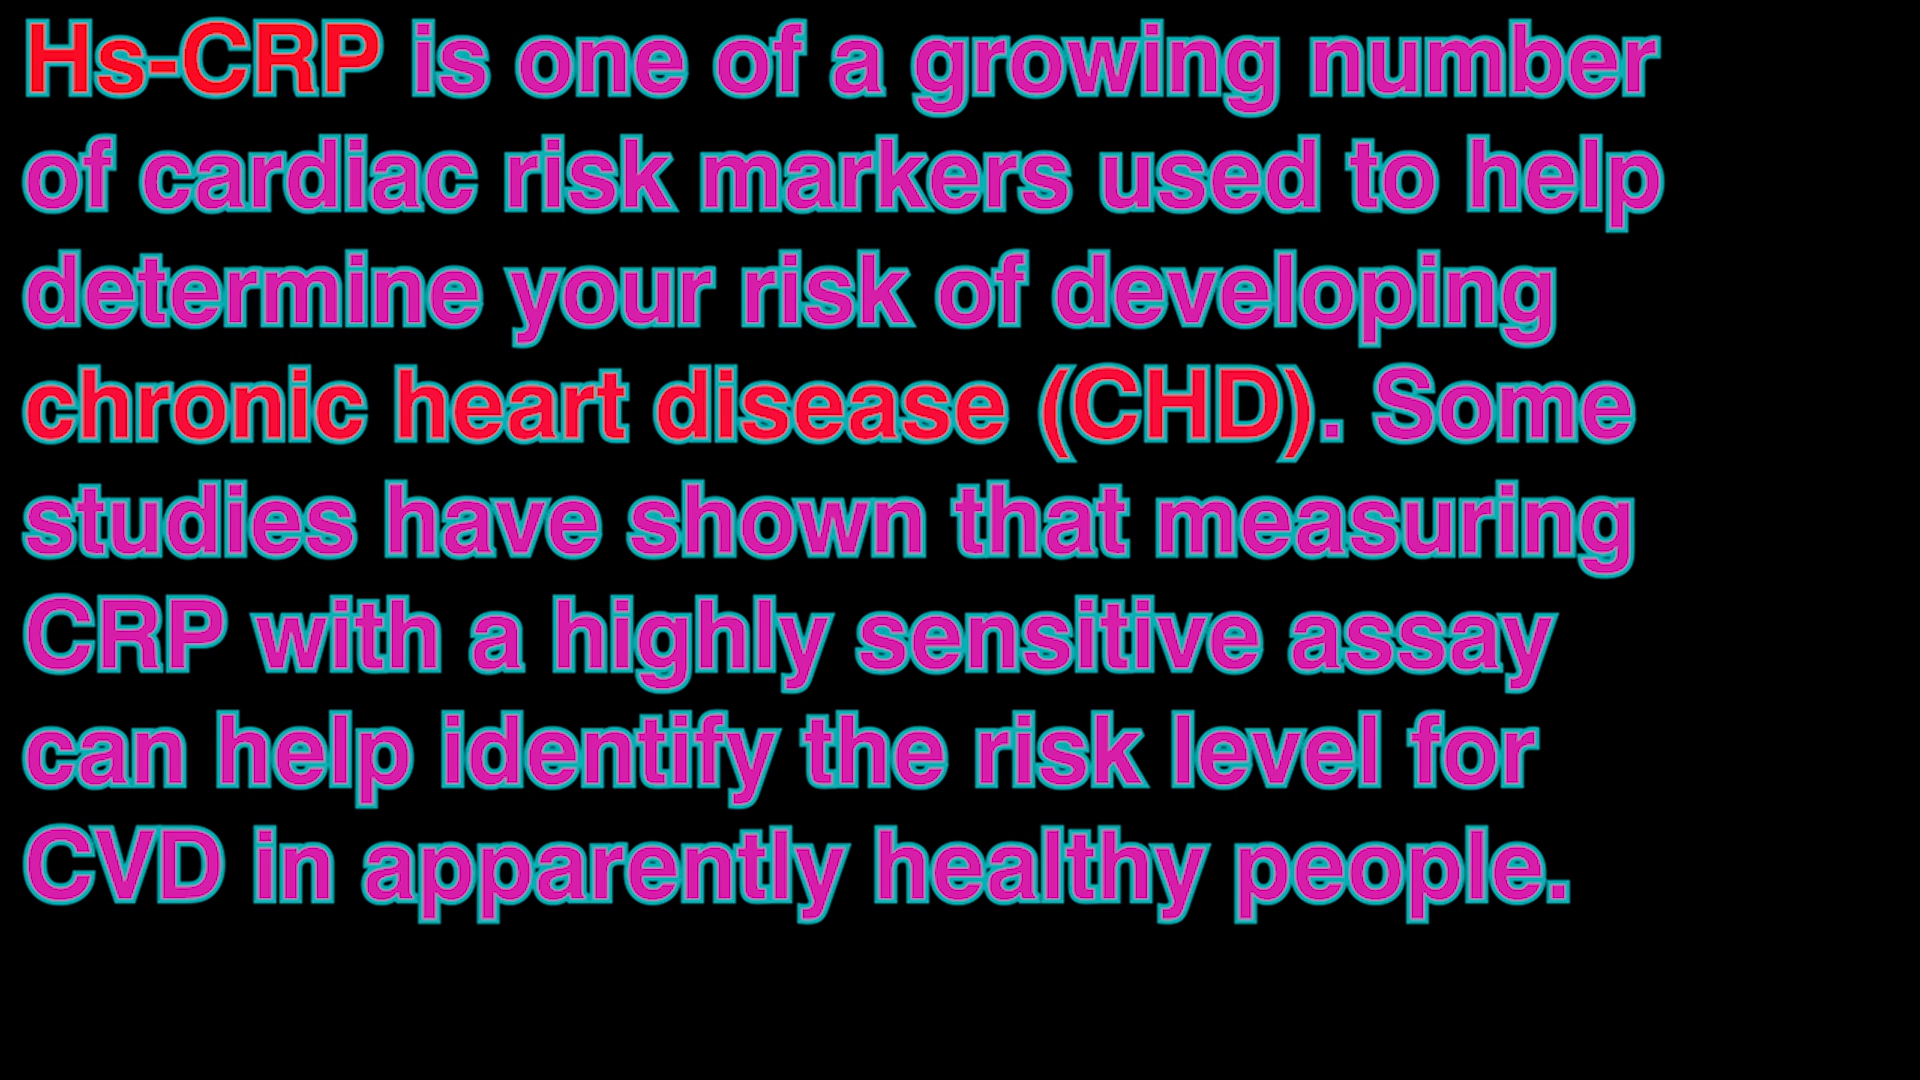 Hs-CRP is one of a growing number
of cardiac risk markers used to help
determine your risk of developing
chronic heart disease (CHD). Some
studies have shown that measuring
CRP with a highly sensitive assay
can help identify the risk level for
CVD in apparently healthy people.